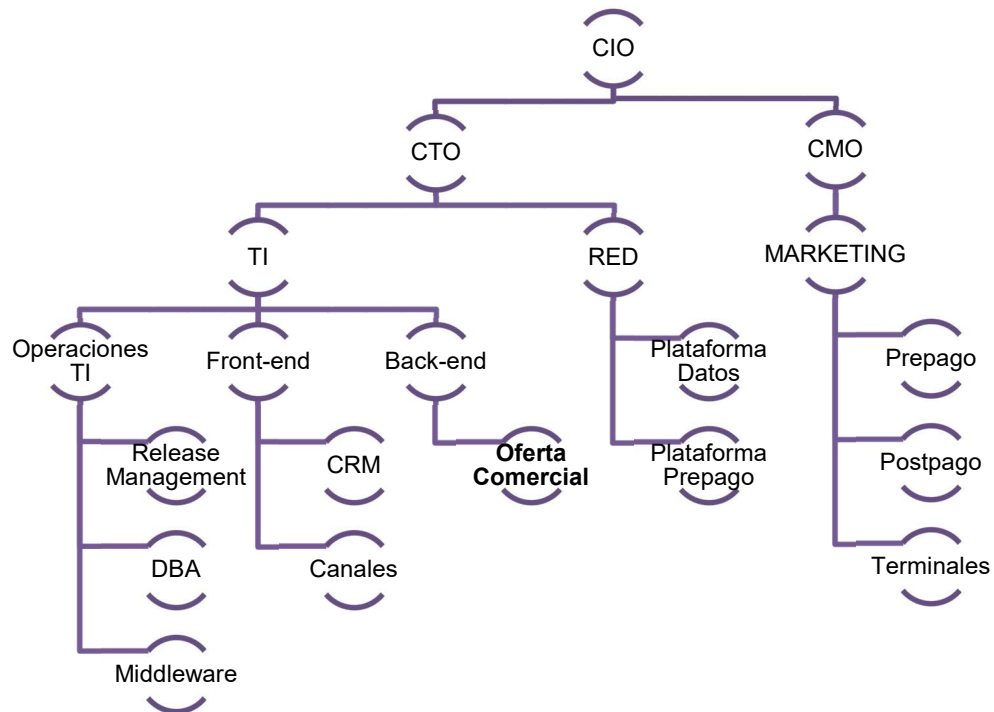 CIO
CTO
CMO
TI
RED
MARKETING
Operaciones
TI
Front-end
Back-end
Plataforma
Datos
Prepago
Release
Management
CRM
Oferta
Comercial
Plataforma
Prepago
Postpago
DBA
Canales
Terminales
Middleware